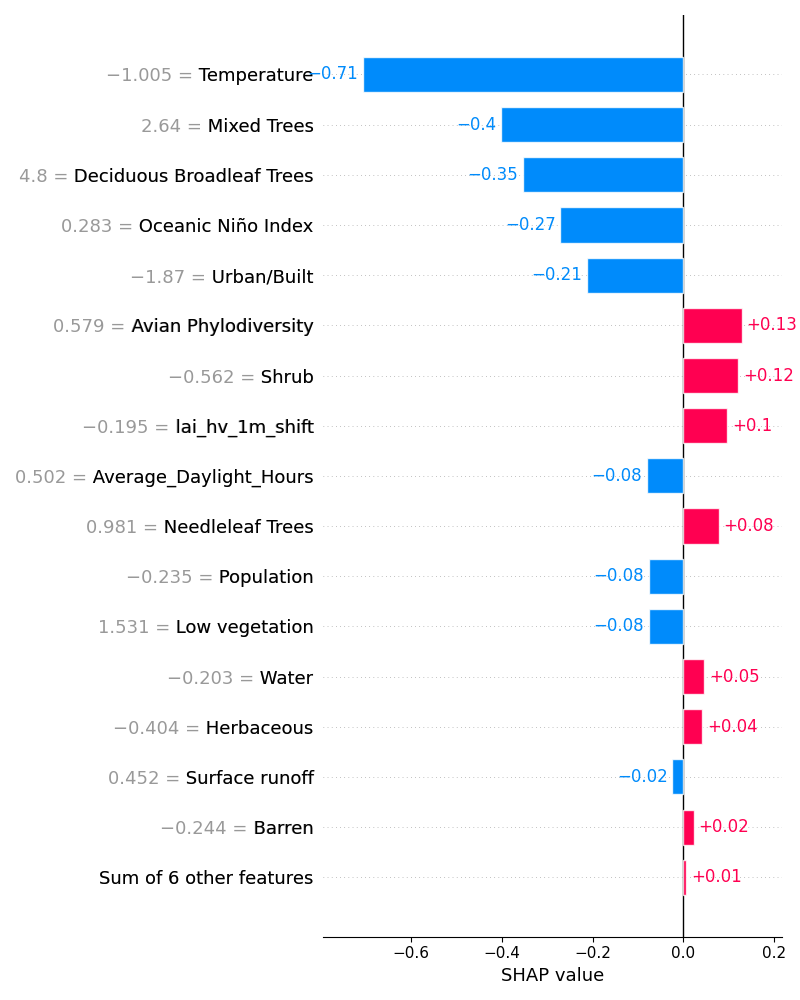 −1.005 = Temperature −0.71
2.64 = Mixed Trees −0.4
4.8 = Deciduous Broadleaf Trees −0.35
0.283 = Oceanic Niño Index −0.27
−1.87 = Urban/Built −0.21
0.579 = Avian Phylodiversity +0.13
−0.562 = Shrub +0.12
−0.195 = lai_hv_1m_shift +0.1
0.502 = Average_Daylight_Hours −0.08
0.981 = Needleleaf Trees +0.08
−0.235 = Population −0.08
1.531 = Low vegetation −0.08
−0.203 = Water +0.05
−0.404 = Herbaceous +0.04
0.452 = Surface runoff −0.02
−0.244 = Barren +0.02
Sum of 6 other features +0.01
−0.6 −0.4 −0.2 0.0 0.2
SHAP value